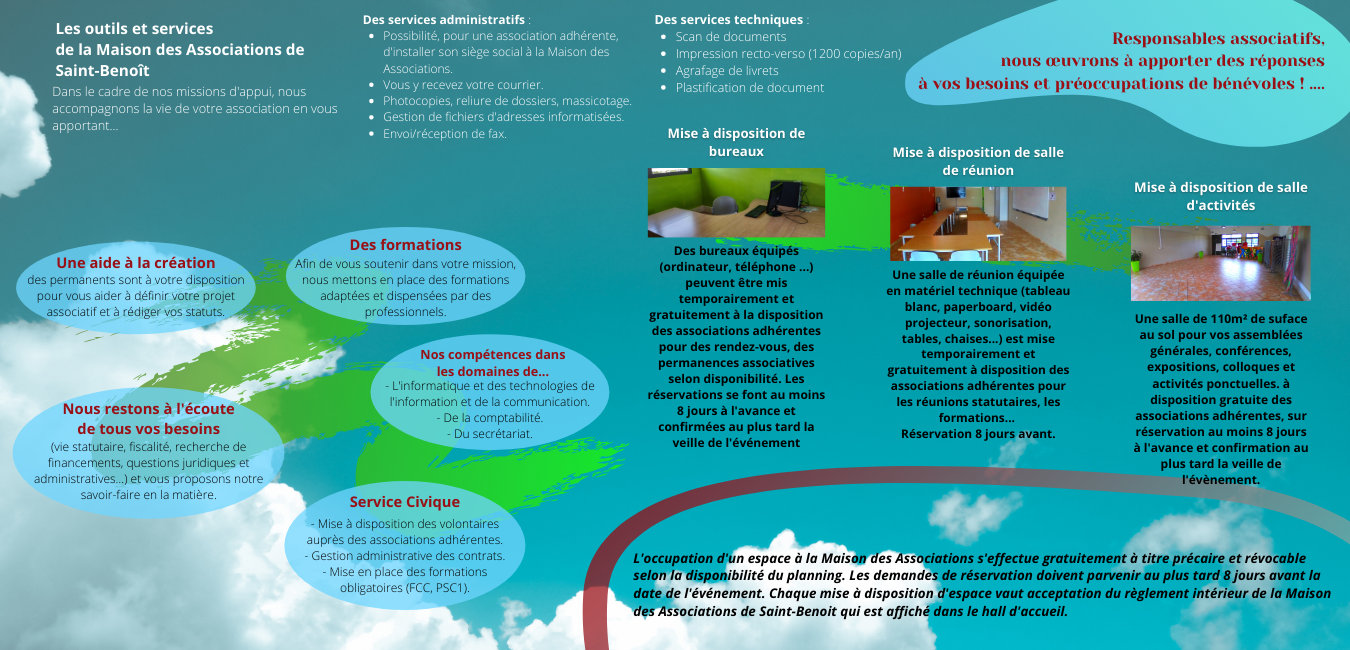 Les outils et services
de la Maison des Associations de
Saint-Benoît
Dans le cadre de nos missions d'appui, nous
accompagnons la vie de votre association en vous
apportant...
Des services administratifs :
Possibilité, pour une association adhérente,
d'installer son siège social à la Maison des
Associations.
Vous y recevez votre courrier.
Photocopies, reliure de dossiers, massicotage.
Gestion de fichiers d'adresses informatisées.
Envoi/réception de fax.
Des services techniques :
Scan de documents
Impression recto-verso (1200 copies/an)
Agrafage de livrets
Plastification de document
Responsables associatifs,
nous œuvrons à apporter des réponses
à vos besoins et préoccupations de bénévoles ! ....
Une aide à la création
des permanents sont à votre disposition
pour vous aider à définir votre projet
associatif et à rédiger vos statuts.
Des formations
Afin de vous soutenir dans votre mission,
nous mettons en place des formations
adaptées et dispensées par des
professionnels.
Nos compétences dans
les domaines de...
- L'informatique et des technologies de
l'information et de la communication.
- De la comptabilité.
- Du secrétariat.
Nous restons à l'écoute
de tous vos besoins
(vie statutaire, fiscalité, recherche de
financements, questions juridiques et
administratives...) et vous proposons notre
savoir-faire en la matière.
Service Civique
- Mise à disposition des volontaires
auprès des associations adhérentes.
- Gestion administrative des contrats.
- Mise en place des formations
obligatoires (FCC, PSC1).
Mise à disposition de
bureaux
Des bureaux équipés
(ordinateur, téléphone ...)
peuvent être mis
temporairement et
gratuitement à la disposition
des associations adhérentes
pour des rendez-vous, des
permanences associatives
selon disponibilité. Les
réservations se font au moins
8 jours à l'avance et
confirmées au plus tard la
veille de l'événement
Mise à disposition de salle
de réunion
Une salle de réunion équipée
en matériel technique (tableau
blanc, paperboard, vidéo
projecteur, sonorisation,
tables, chaises...) est mise
temporairement et
gratuitement à disposition des
associations adhérentes pour
les réunions statutaires, les
formations...
Réservation 8 jours avant.
Mise à disposition de salle
d'activités
Une salle de 110m² de suface
au sol pour vos assemblées
générales, conférences,
expositions, colloques et
activités ponctuelles. à
disposition gratuite des
associations adhérentes, sur
réservation au moins 8 jours
à l'avance et confirmation au
plus tard la veille de
l'évènement.
L'occupation d'un espace à la Maison des Associations s'effectue gratuitement à titre précaire et révocable
selon la disponibilité du planning. Les demandes de réservation doivent parvenir au plus tard 8 jours avant la
date de l'événement. Chaque mise à disposition d'espace vaut acceptation du règlement intérieur de la Maison
des Associations de Saint-Benoit qui est affiché dans le hall d'accueil.